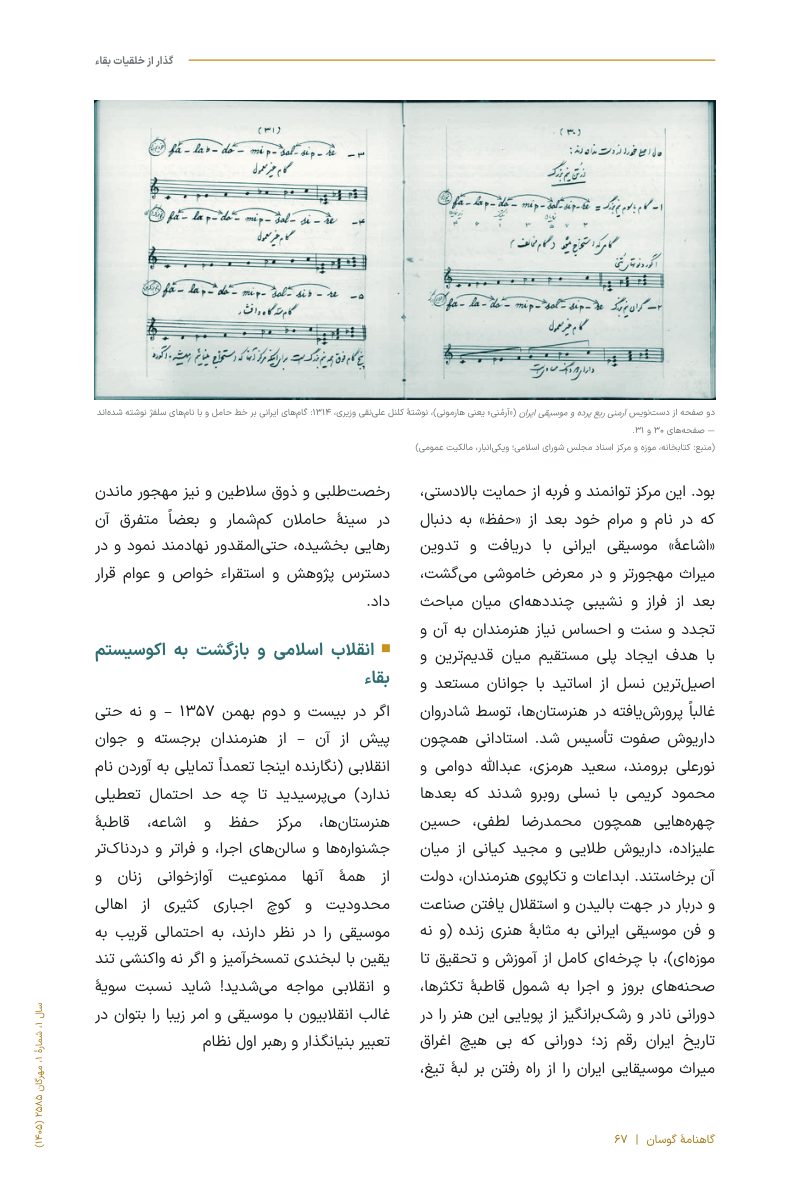 گذار از خلقیات بقاء
(۳۰)
(۳۱)
fa - la - do - mi - sol - si - re
گام غیر معمول
دو صفحه از دست‌نویس آرمنی ربع پرده و موسیقی ایران («آرمُنی» یعنی هارمونی)، نوشتهٔ کلنل علی‌نقی وزیری، ۱۳۱۴: گام‌های ایرانی بر خط حامل و با نام‌های سلفژ نوشته شده‌اند
— صفحه‌های ۳۰ و ۳۱.
(منبع: کتابخانه، موزه و مرکز اسناد مجلس شورای اسلامی؛ ویکی‌انبار، مالکیت عمومی)
بود. این مرکز توانمند و فربه از حمایت بالادستی،
که در نام و مرام خود بعد از «حفظ» به دنبال
«اشاعهٔ» موسیقی ایرانی با دریافت و تدوین
میراث مهجورتر و در معرض خاموشی می‌گشت،
بعد از فراز و نشیبی چنددهه‌ای میان مباحث
تجدد و سنت و احساس نیاز هنرمندان به آن و
با هدف ایجاد پلی مستقیم میان قدیم‌ترین و
اصیل‌ترین نسل از اساتید با جوانان مستعد و
غالباً پرورش‌یافته در هنرستان‌ها، توسط شادروان
داریوش صفوت تأسیس شد. استادانی همچون
نورعلی برومند، سعید هرمزی، عبدالله دوامی و
محمود کریمی با نسلی روبرو شدند که بعدها
چهره‌هایی همچون محمدرضا لطفی، حسین
علیزاده، داریوش طلایی و مجید کیانی از میان
آن برخاستند. ابداعات و تکاپوی هنرمندان، دولت
و دربار در جهت بالیدن و استقلال یافتن صناعت
و فن موسیقی ایرانی به مثابهٔ هنری زنده (و نه
موزه‌ای)، با چرخه‌ای کامل از آموزش و تحقیق تا
صحنه‌های بروز و اجرا به شمول قاطبهٔ تکثرها،
دورانی نادر و رشک‌برانگیز از پویایی این هنر را در
تاریخ ایران رقم زد؛ دورانی که بی هیچ اغراق
میراث موسیقایی ایران را از راه رفتن بر لبهٔ تیغ،
رخصت‌طلبی و ذوق سلاطین و نیز مهجور ماندن
در سینهٔ حاملان کم‌شمار و بعضاً متفرق آن
رهایی بخشیده، حتی‌المقدور نهادمند نمود و در
دسترس پژوهش و استقراء خواص و عوام قرار
داد.
انقلاب اسلامی و بازگشت به اکوسیستم
بقاء
اگر در بیست و دوم بهمن ۱۳۵۷ – و نه حتی
پیش از آن – از هنرمندان برجسته و جوان
انقلابی (نگارنده اینجا تعمداً تمایلی به آوردن نام
ندارد) می‌پرسیدید تا چه حد احتمال تعطیلی
هنرستان‌ها، مرکز حفظ و اشاعه، قاطبهٔ
جشنواره‌ها و سالن‌های اجرا، و فراتر و دردناک‌تر
از همهٔ آنها ممنوعیت آوازخوانی زنان و
محدودیت و کوچ اجباری کثیری از اهالی
موسیقی را در نظر دارند، به احتمالی قریب به
یقین با لبخندی تمسخرآمیز و اگر نه واکنشی تند
و انقلابی مواجه می‌شدید! شاید نسبت سویهٔ
غالب انقلابیون با موسیقی و امر زیبا را بتوان در
تعبیر بنیانگذار و رهبر اول نظام
سال ۱، شمارهٔ ۱، مهرگان ۲۵۸۵ (۱۴۰۵)
گاهنامهٔ گوسان | ۶۷